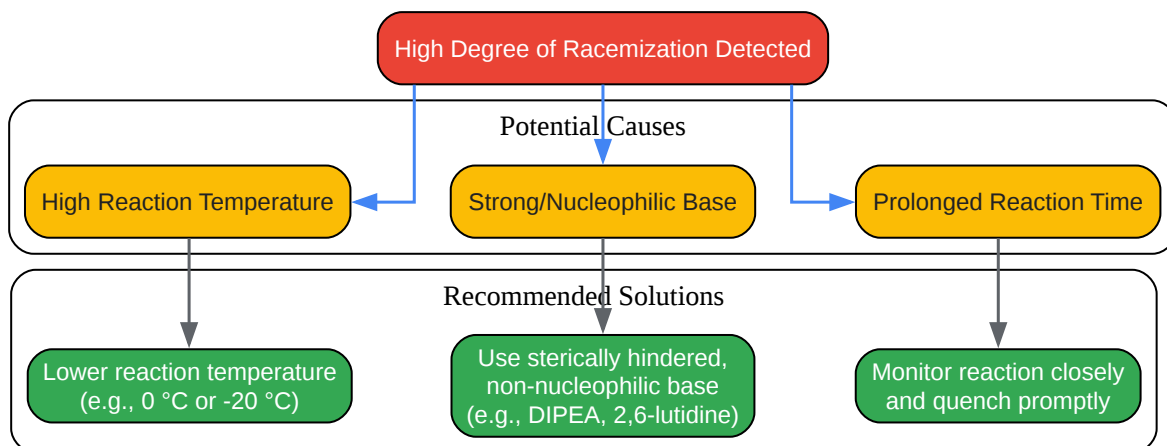 High Degree of Racemization Detected
Potential Causes
High Reaction Temperature
Strong/Nucleophilic Base
Prolonged Reaction Time
Recommended Solutions
Lower reaction temperature
(e.g., 0 °C or -20 °C)
Use sterically hindered,
non-nucleophilic base
(e.g., DIPEA, 2,6-lutidine)
Monitor reaction closely
and quench promptly